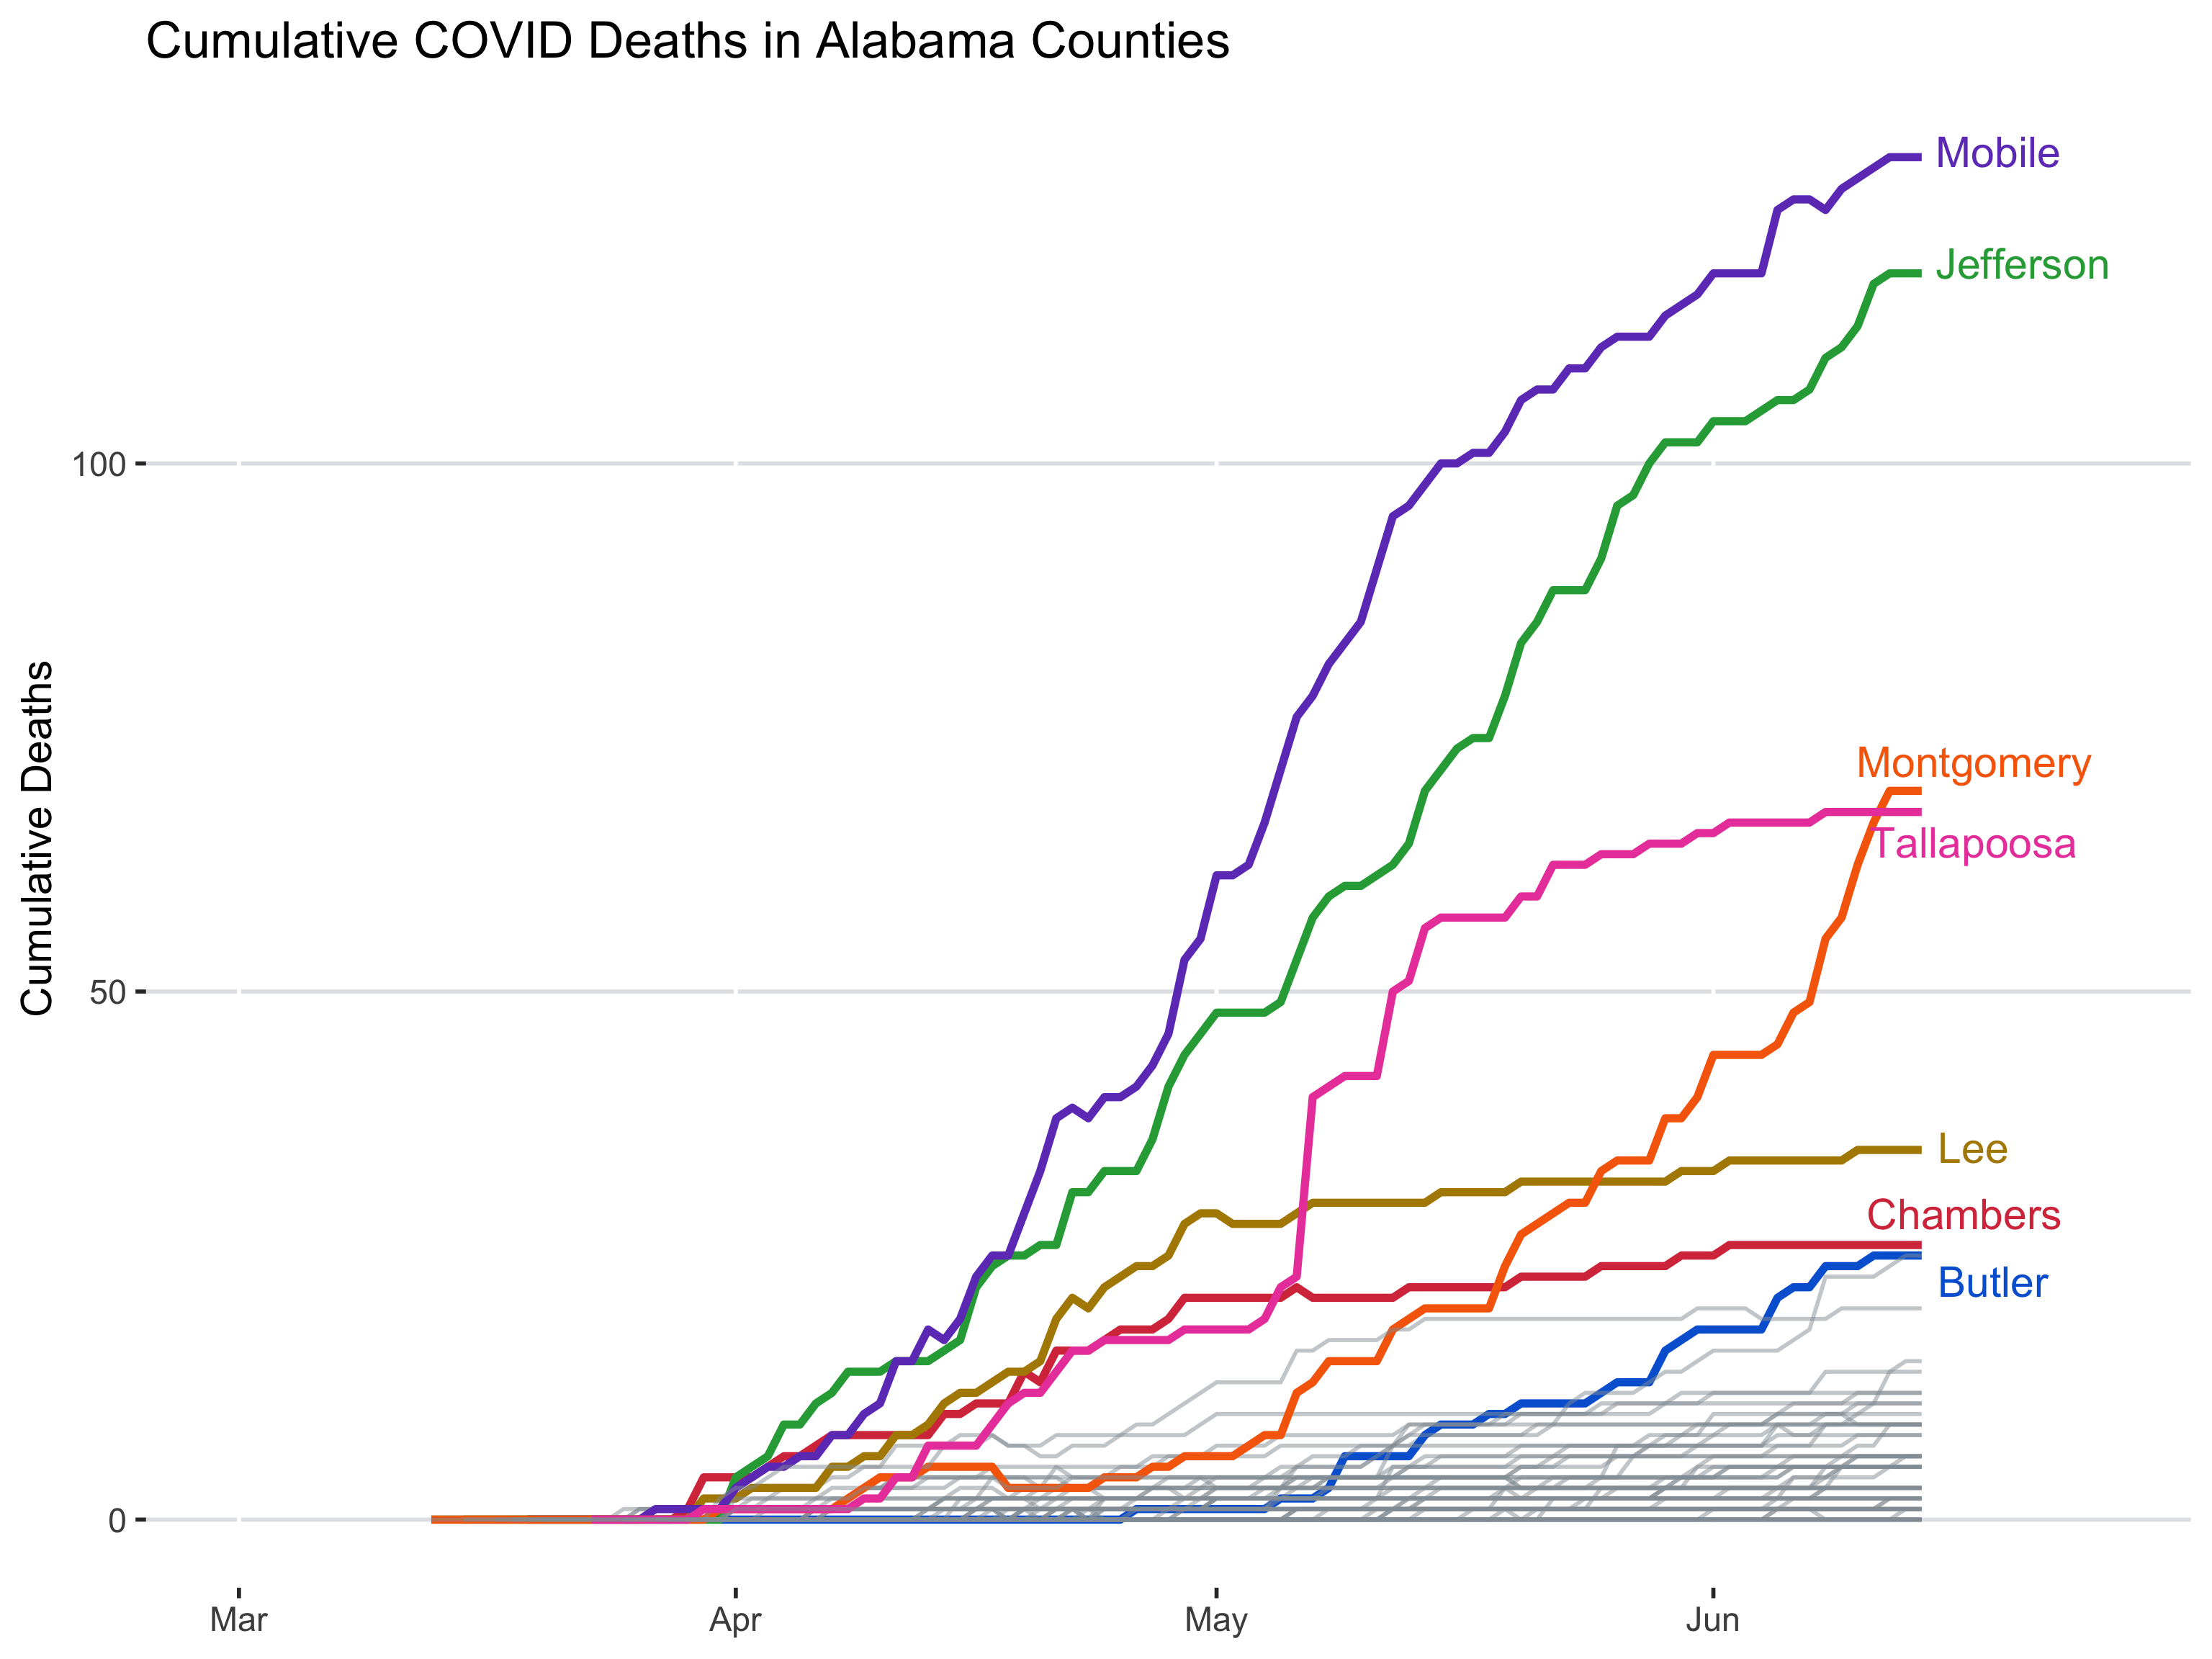 Cumulative COVID Deaths in Alabama Counties
Mobile
Jefferson
100
Montgomery
Tallapoosa
Cumulative Deaths
50
Lee
Chambers
Butler
0
Mar Apr May Jun